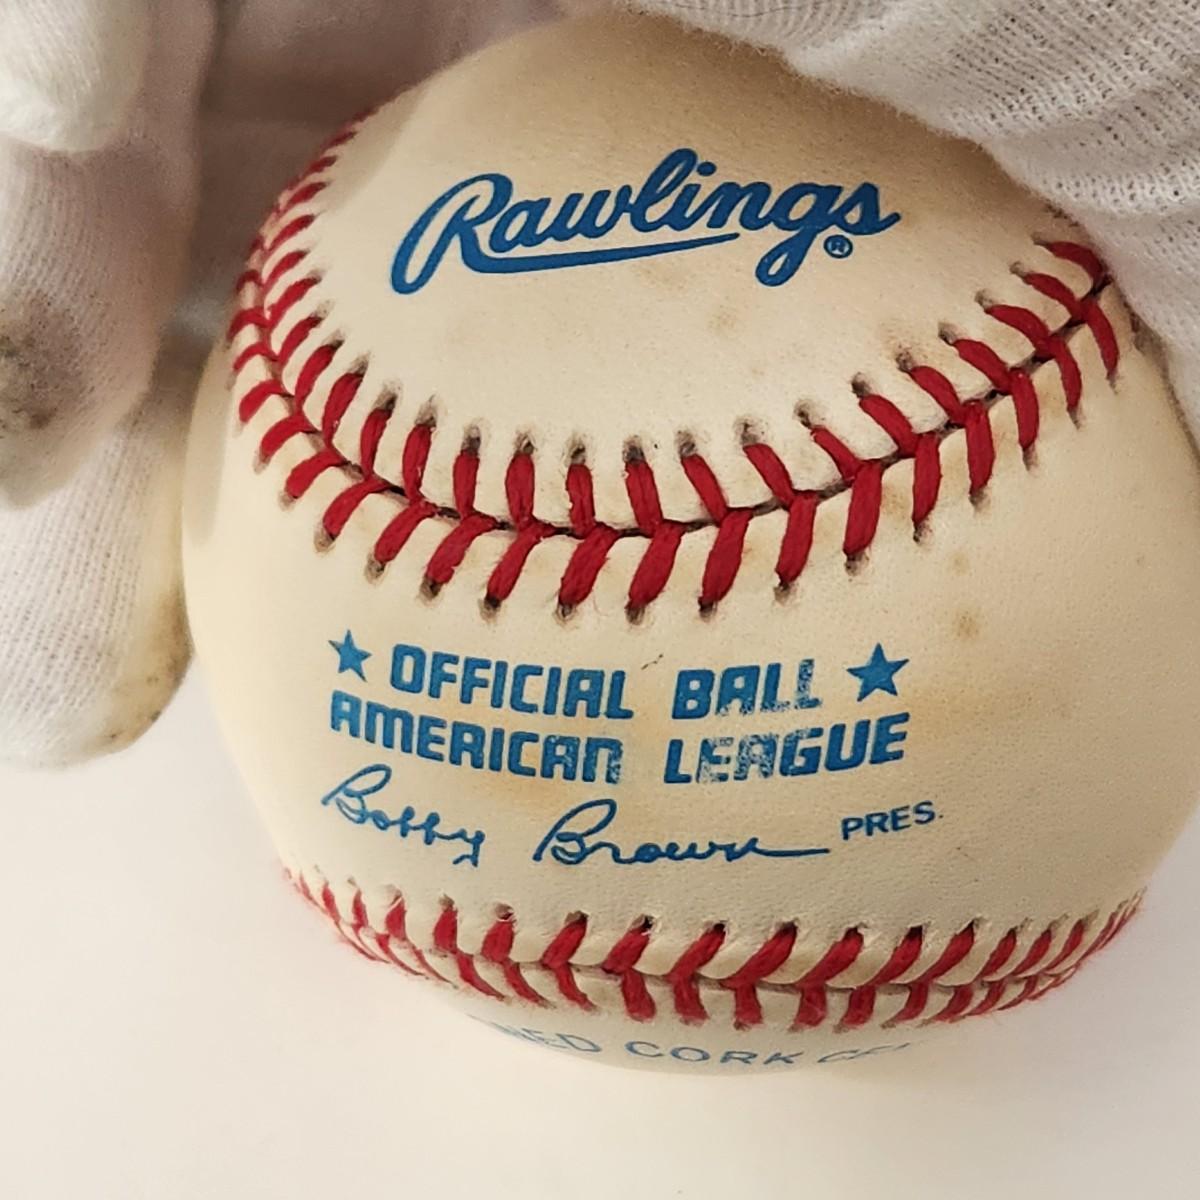 Rawlings®
★ OFFICIAL BALL ★
AMERICAN LEAGUE
Bobby Brown PRES.
CORK